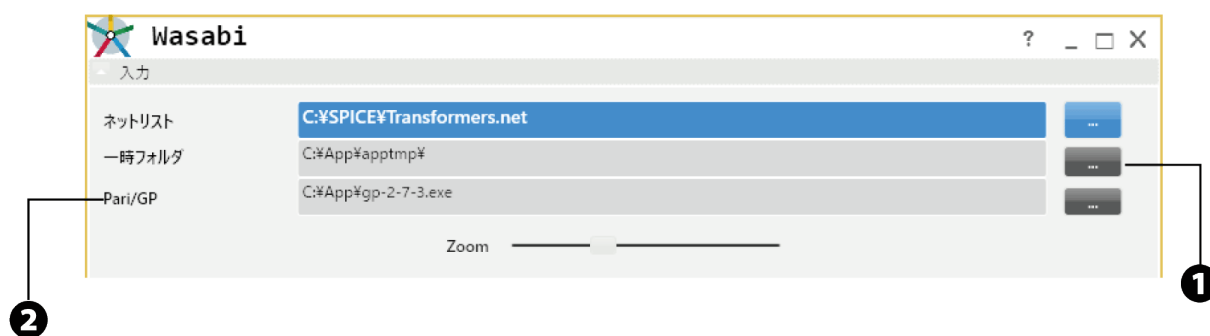 Wasabi ?
入力
ネットリスト C:¥SPICE¥Transformers.net ...
一時フォルダ C:¥App¥apptmp¥ ...
Pari/GP C:¥App¥gp-2-7-3.exe ...
Zoom
1
2